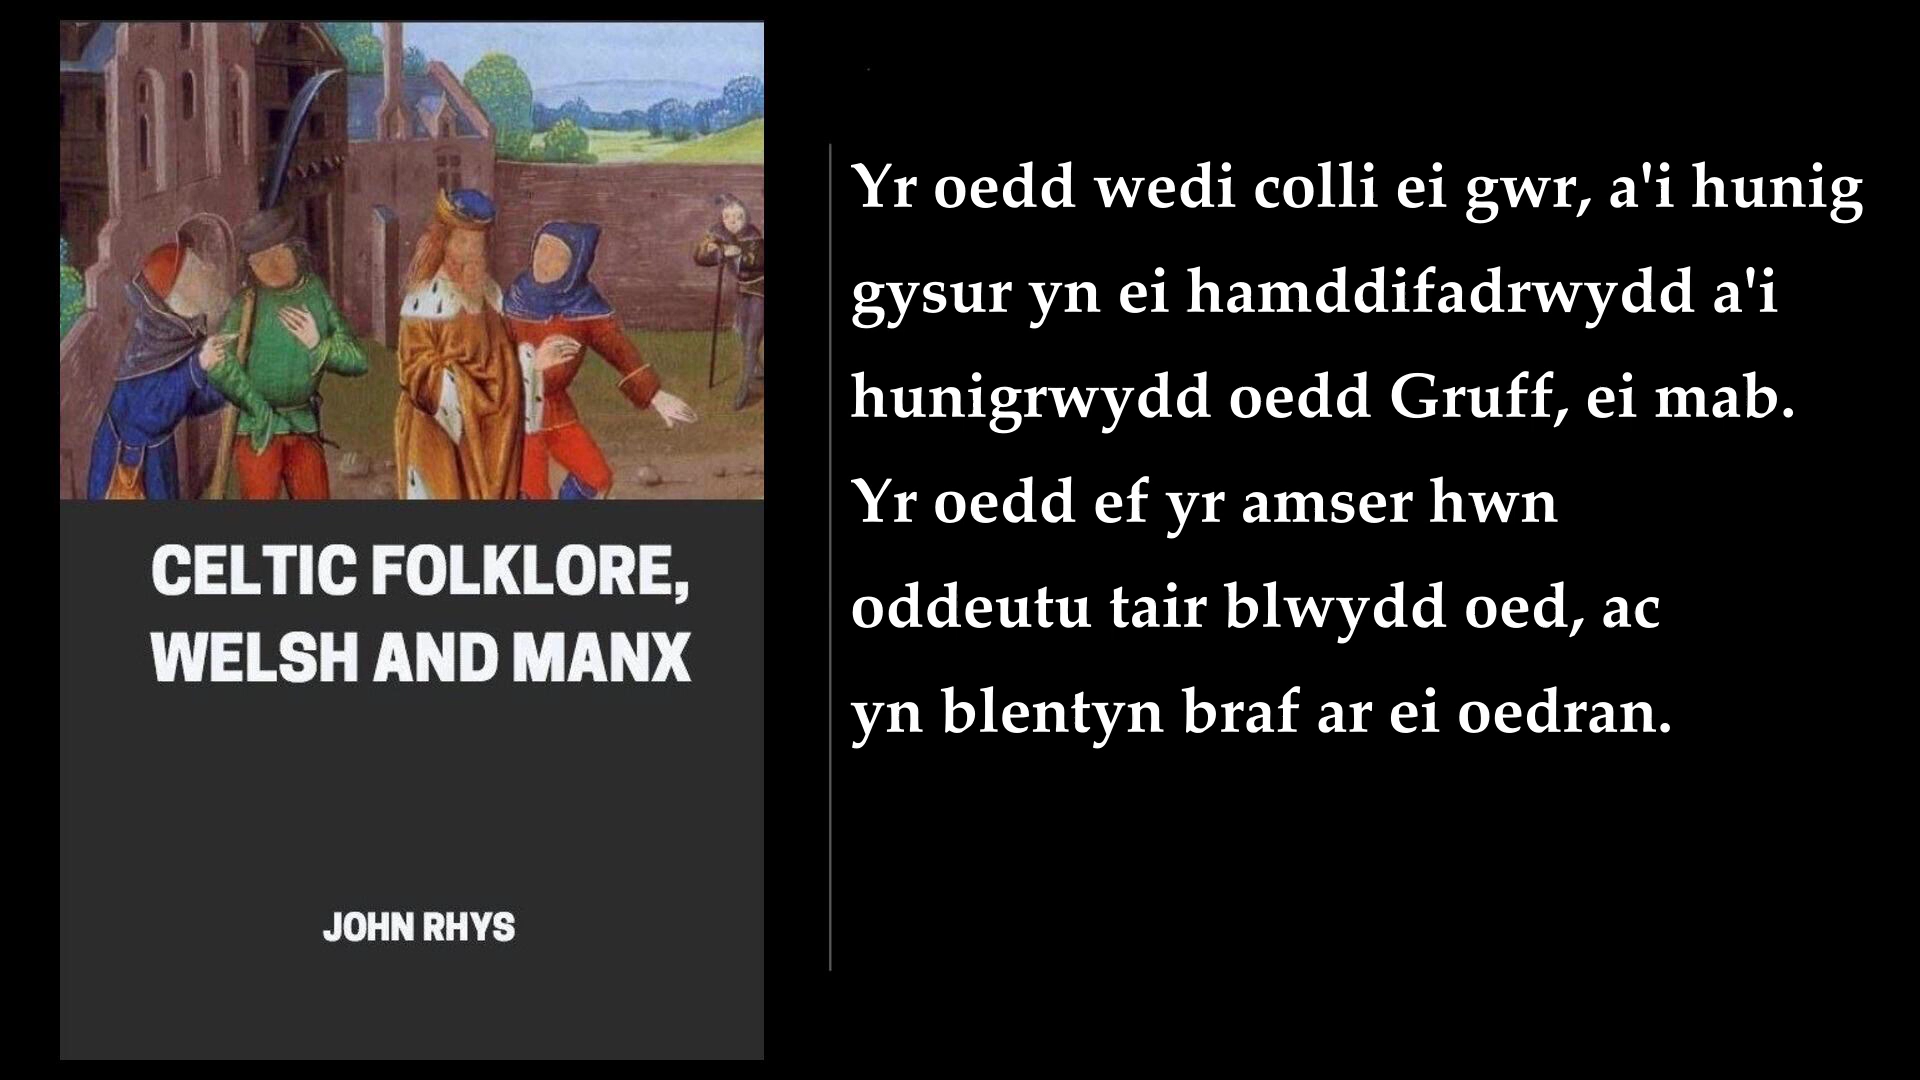 CELTIC FOLKLORE,
WELSH AND MANX
JOHN RHYS
Yr oedd wedi colli ei gwr, a'i hunig
gysur yn ei hamddifadrwydd a'i
hunigrwydd oedd Gruff, ei mab.
Yr oedd ef yr amser hwn
oddeutu tair blwydd oed, ac
yn blentyn braf ar ei oedran.